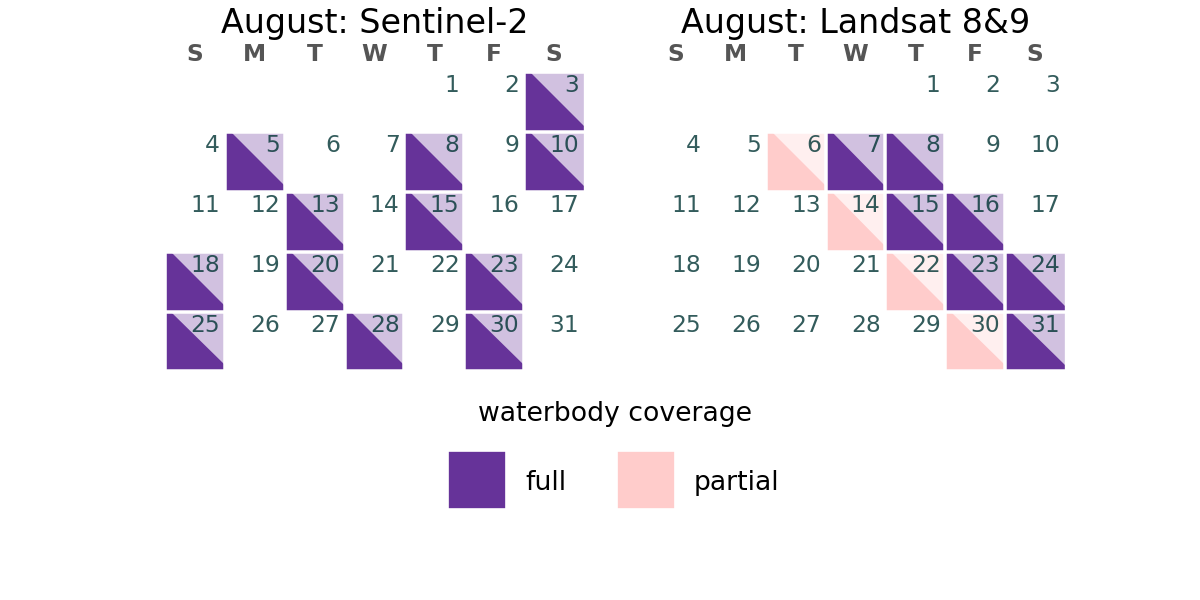 August: Sentinel-2
S M T W T F S
1 2 3
4 5 6 7 8 9 10
11 12 13 14 15 16 17
18 19 20 21 22 23 24
25 26 27 28 29 30 31
August: Landsat 8&9
S M T W T F S
1 2 3
4 5 6 7 8 9 10
11 12 13 14 15 16 17
18 19 20 21 22 23 24
25 26 27 28 29 30 31
waterbody coverage
full partial